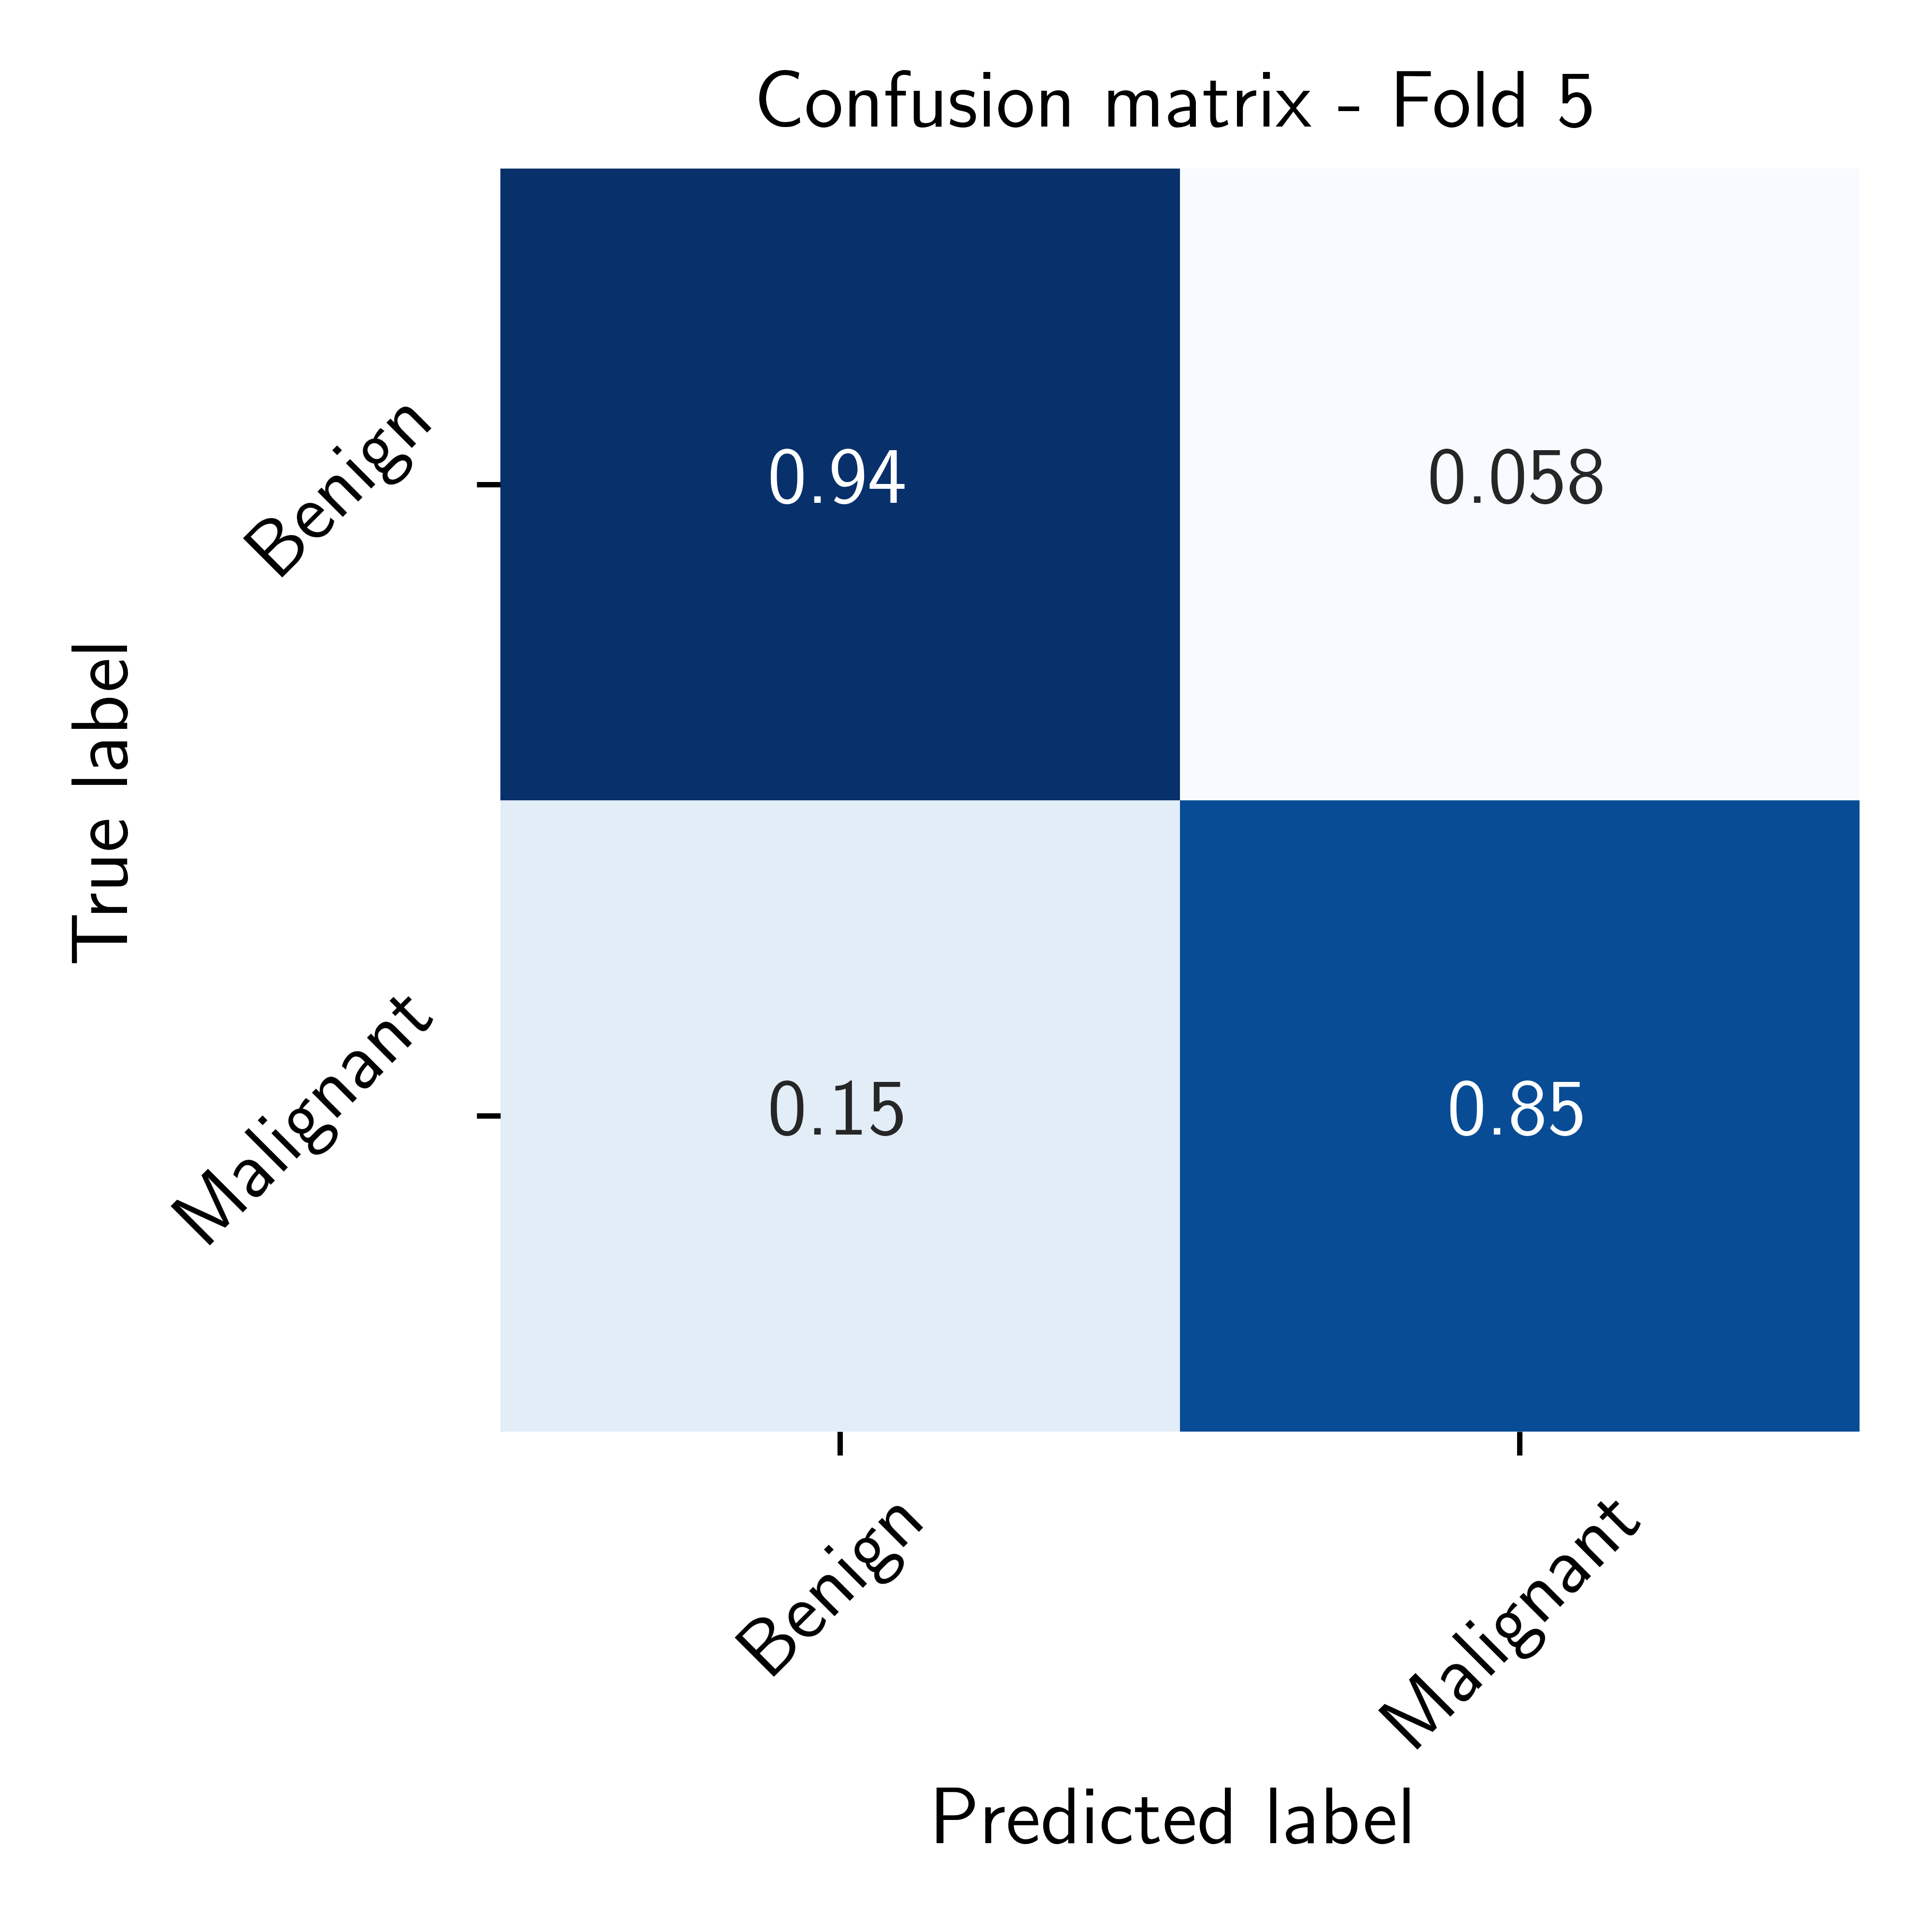 Confusion matrix - Fold 5
True label
Benign
0.94
0.058
Malignant
0.15
0.85
Benign
Malignant
Predicted label